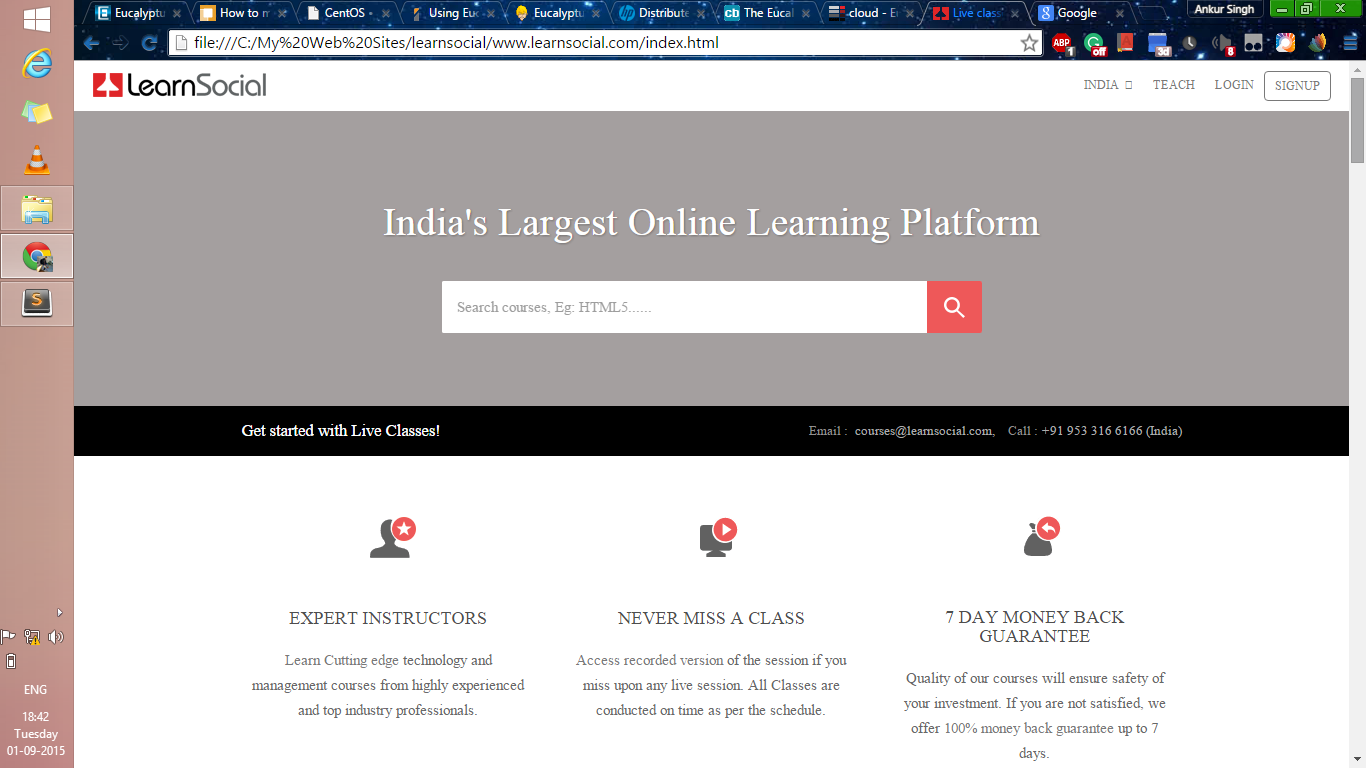 Eucalyptu
How to m
CentOS •
Using Euc
Eucalyptu
Distribute
The Eucal
-cloud - E
Live class
Google
Ankur Singh
file:///C:/My%20Web%20Sites/learnsocial/www.learnsocial.com/index.html
ABP
1
off
3d
8
LearnSocial
INDIA
TEACH
LOGIN
SIGNUP
India's Largest Online Learning Platform
Search courses, Eg: HTML5......
Get started with Live Classes!
Email : courses@learnsocial.com, Call : +91 953 316 6166 (India)
EXPERT INSTRUCTORS
Learn Cutting edge technology and
management courses from highly experienced
and top industry professionals.
NEVER MISS A CLASS
Access recorded version of the session if you
miss upon any live session. All Classes are
conducted on time as per the schedule.
7 DAY MONEY BACK
GUARANTEE
Quality of our courses will ensure safety of
your investment. If you are not satisfied, we
offer 100% money back guarantee up to 7
days.
ENG
18:42
Tuesday
01-09-2015